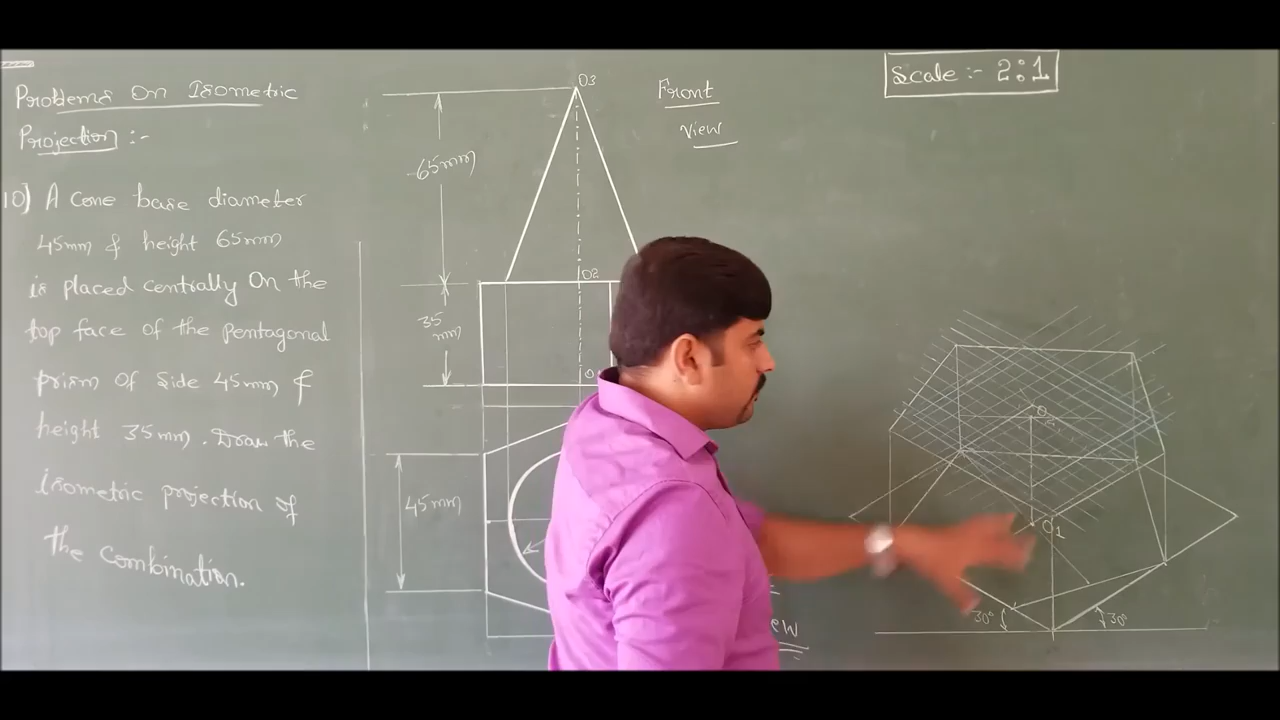 Problems On Isometric
Projection :-
10] A Cone base diameter
45mm & height 65mm
is placed centrally On the
top face of the pentagonal
prism of side 45mm &
height 35mm. Draw the
isometric projection of
the combination.
O3
Front
View
65mm
O2
35
mm
O
45mm
ew
Scale :- 2:1
O
O1
30°
30°